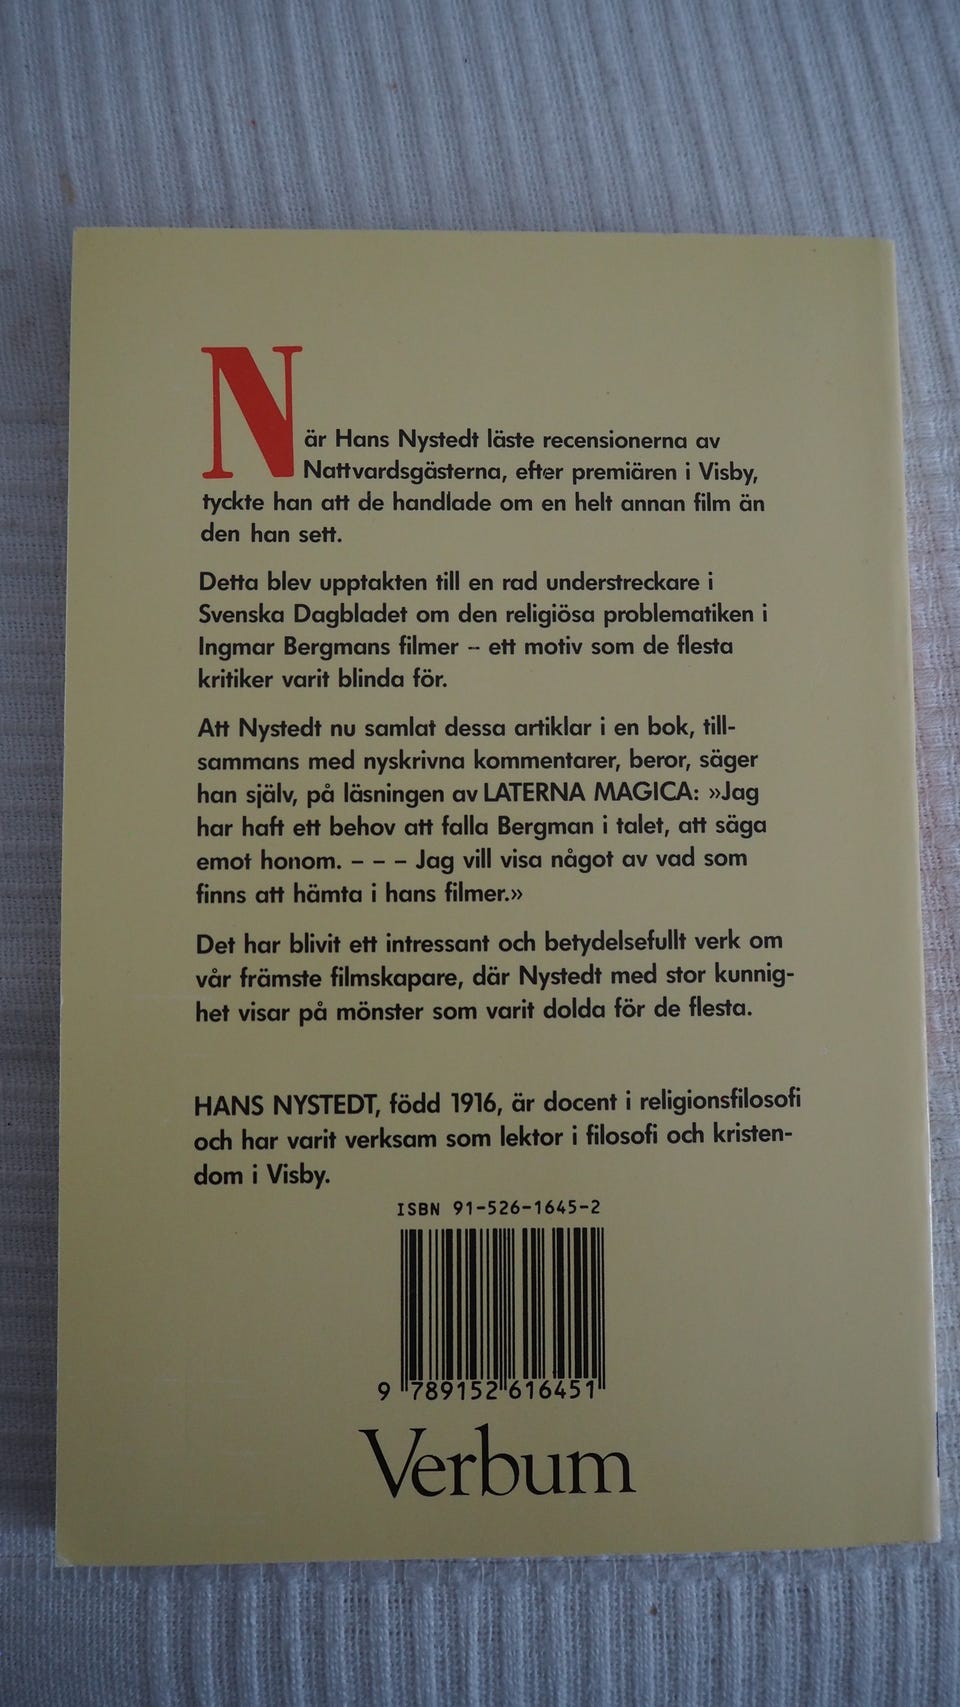 När Hans Nystedt läste recensionerna av
Nattvardsgästerna, efter premiären i Visby,
tyckte han att de handlade om en helt annan film än
den han sett.
Detta blev upptakten till en rad understreckare i
Svenska Dagbladet om den religiösa problematiken i
Ingmar Bergmans filmer – ett motiv som de flesta
kritiker varit blinda för.
Att Nystedt nu samlat dessa artiklar i en bok, till-
sammans med nyskrivna kommentarer, beror, säger
han själv, på läsningen av LATERNA MAGICA: »Jag
har haft ett behov att falla Bergman i talet, att säga
emot honom. – – – Jag vill visa något av vad som
finns att hämta i hans filmer.»
Det har blivit ett intressant och betydelsefullt verk om
vår främste filmskapare, där Nystedt med stor kunnig-
het visar på mönster som varit dolda för de flesta.
HANS NYSTEDT, född 1916, är docent i religionsfilosofi
och har varit verksam som lektor i filosofi och kristen-
dom i Visby.
ISBN 91-526-1645-2
9 789152 616451
Verbum